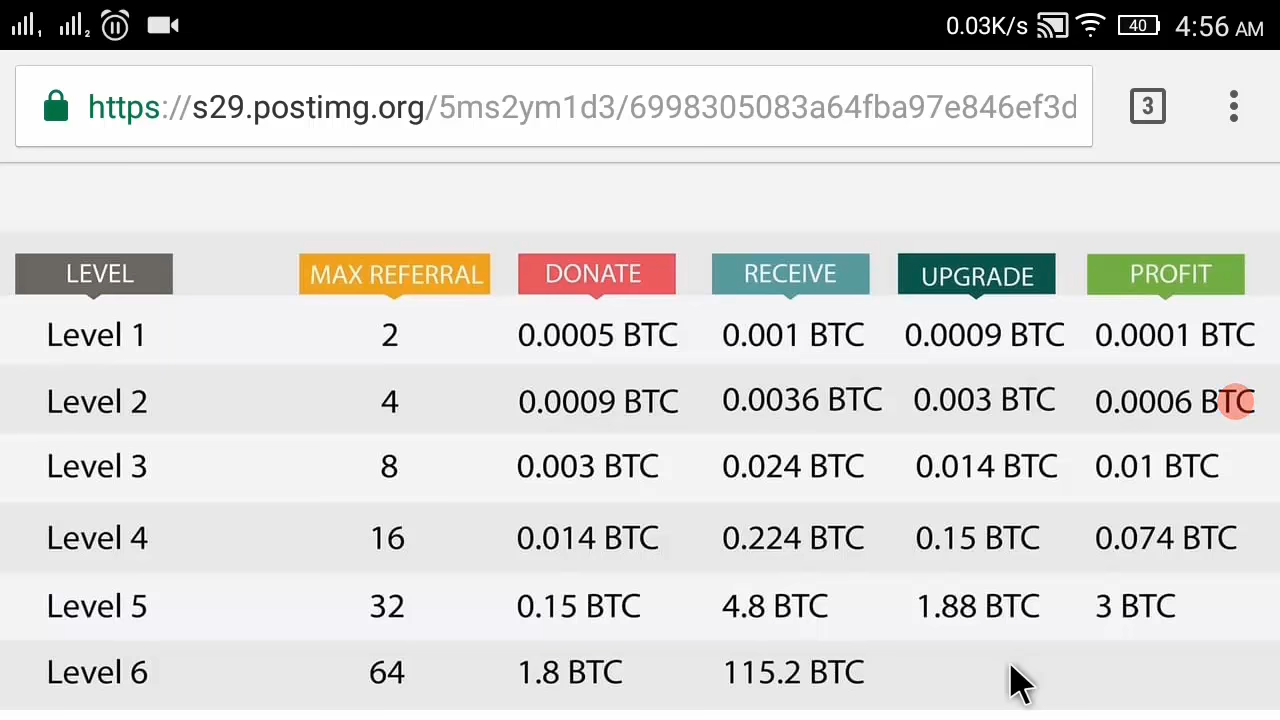 1 2 0.03K/s 40 4:56 AM
https://s29.postimg.org/5ms2ym1d3/6998305083a64fba97e846ef3d 3
LEVEL MAX REFERRAL DONATE RECEIVE UPGRADE PROFIT
Level 1 2 0.0005 BTC 0.001 BTC 0.0009 BTC 0.0001 BTC
Level 2 4 0.0009 BTC 0.0036 BTC 0.003 BTC 0.0006 BTC
Level 3 8 0.003 BTC 0.024 BTC 0.014 BTC 0.01 BTC
Level 4 16 0.014 BTC 0.224 BTC 0.15 BTC 0.074 BTC
Level 5 32 0.15 BTC 4.8 BTC 1.88 BTC 3 BTC
Level 6 64 1.8 BTC 115.2 BTC